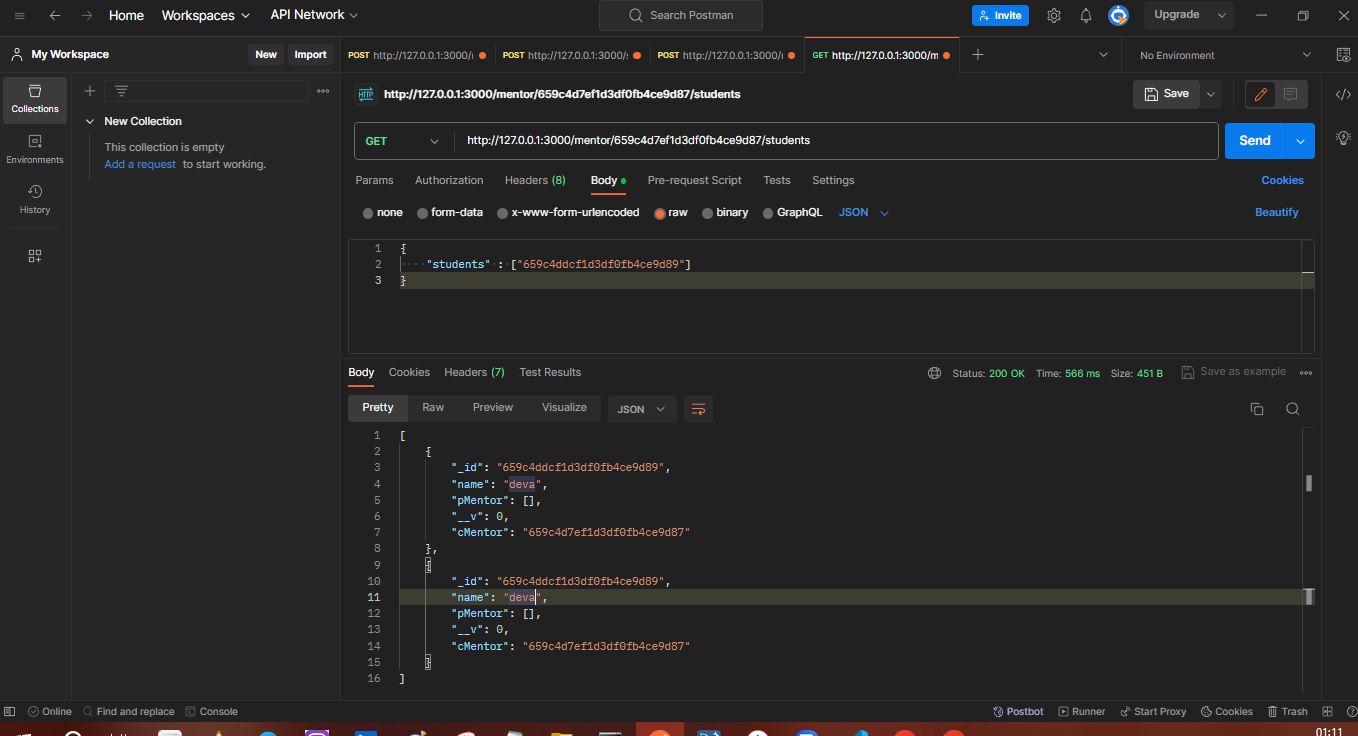 Home Workspaces API Network Search Postman Invite Upgrade
My Workspace New Import POST http://127.0.0.1:3000/ POST http://127.0.0.1:3000/ POST http://127.0.0.1:3000/ GET http://127.0.0.1:3000/m No Environment
Collections
Environments
History
New Collection
This collection is empty
Add a request to start working.
HTTP http://127.0.0.1:3000/mentor/659c4d7ef1d3df0fb4ce9d87/students Save
GET http://127.0.0.1:3000/mentor/659c4d7ef1d3df0fb4ce9d87/students Send
Params Authorization Headers (8) Body Pre-request Script Tests Settings Cookies
none form-data x-www-form-urlencoded raw binary GraphQL JSON Beautify
1 {
2 "students" : ["659c4ddcf1d3df0fb4ce9d89"]
3 }
Body Cookies Headers (7) Test Results Status: 200 OK Time: 566 ms Size: 451 B Save as example
Pretty Raw Preview Visualize JSON
1 [
2 {
3 "_id": "659c4ddcf1d3df0fb4ce9d89",
4 "name": "deva",
5 "pMentor": [],
6 "__v": 0,
7 "cMentor": "659c4d7ef1d3df0fb4ce9d87"
8 },
9 {
10 "_id": "659c4ddcf1d3df0fb4ce9d89",
11 "name": "deva",
12 "pMentor": [],
13 "__v": 0,
14 "cMentor": "659c4d7ef1d3df0fb4ce9d87"
15 }
16 ]
Online Find and replace Console Postbot Runner Start Proxy Cookies Trash
01:11